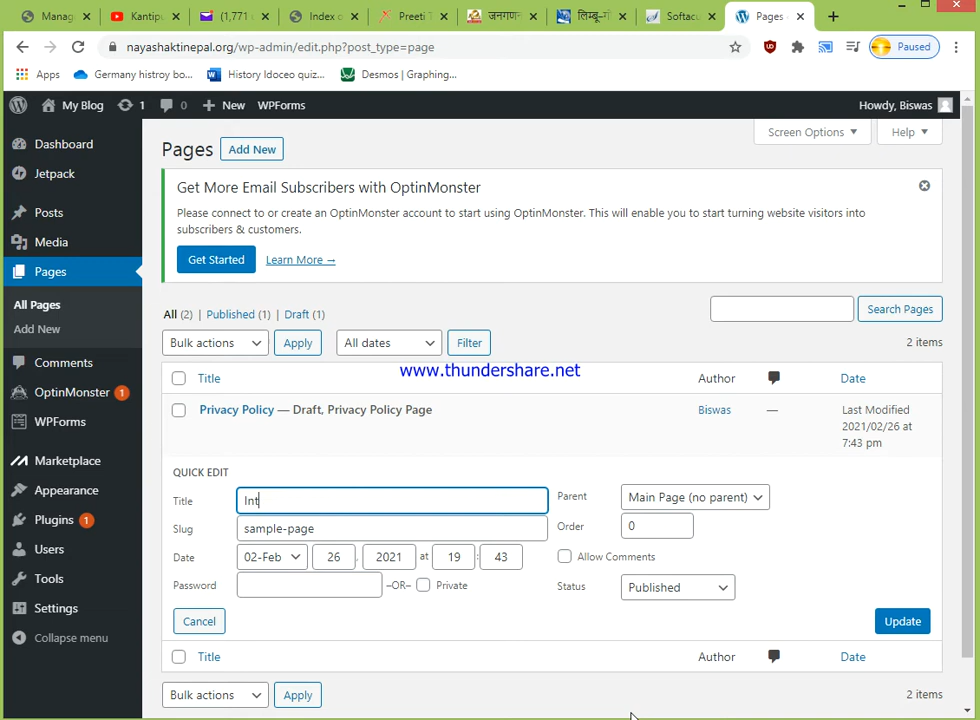 Manag
Kantipu
(1,771
Index o
Preeti T
जनगण-
लिम्बू-नेप
Softacu
Pages
nayashaktinepal.org/wp-admin/edit.php?post_type=page
Paused
Apps
Germany histroy bo...
History Idoceo quiz...
Desmos | Graphing...
My Blog
1
0
New
WPForms
Howdy, Biswas
Dashboard
Jetpack
Posts
Media
Pages
All Pages
Add New
Comments
OptinMonster 1
WPForms
Marketplace
Appearance
Plugins 1
Users
Tools
Settings
Collapse menu
Screen Options
Help
Pages
Add New
Get More Email Subscribers with OptinMonster
Please connect to or create an OptinMonster account to start using OptinMonster. This will enable you to start turning website visitors into
subscribers & customers.
Get Started
Learn More →
All (2) | Published (1) | Draft (1)
Search Pages
Bulk actions
Apply
All dates
Filter
2 items
www.thundershare.net
Title
Author
Date
Privacy Policy — Draft, Privacy Policy Page
Biswas
—
Last Modified
2021/02/26 at
7:43 pm
QUICK EDIT
Title
Int
Slug
sample-page
Date
02-Feb
26
, 2021
at 19
: 43
Password
–OR–
Private
Parent
Main Page (no parent)
Order
0
Allow Comments
Status
Published
Cancel
Update
Title
Author
Date
Bulk actions
Apply
2 items